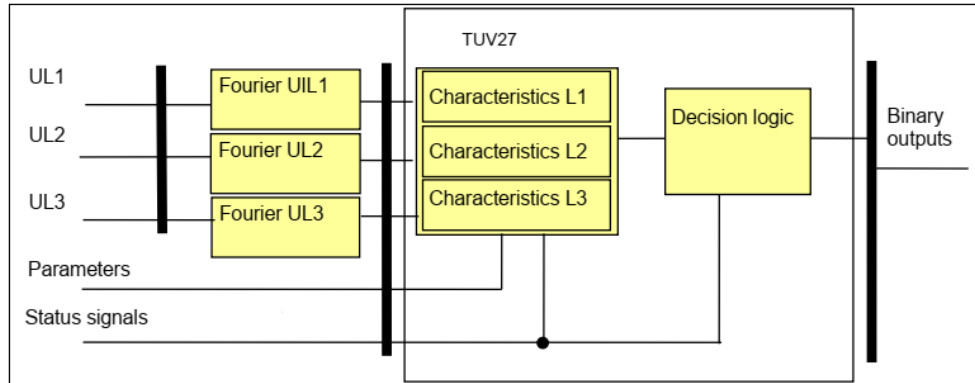 TUV27
UL1
Fourier UIL1
Characteristics L1
Decision logic
Binary
outputs
UL2
Fourier UL2
Characteristics L2
UL3
Fourier UL3
Characteristics L3
Parameters
Status signals